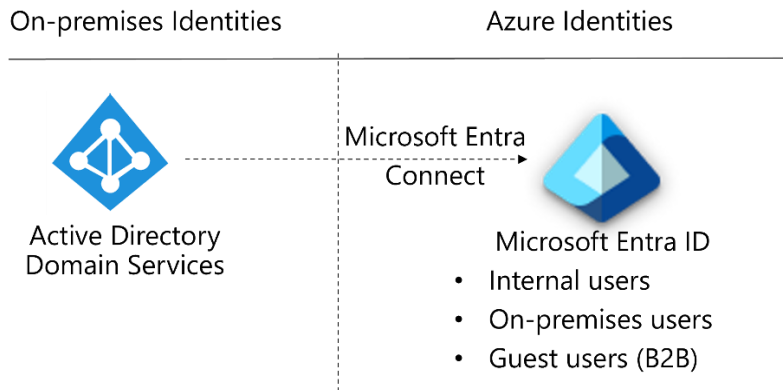 On-premises Identities
Azure Identities
Microsoft Entra
Connect
Active Directory
Domain Services
Microsoft Entra ID
• Internal users
• On-premises users
• Guest users (B2B)